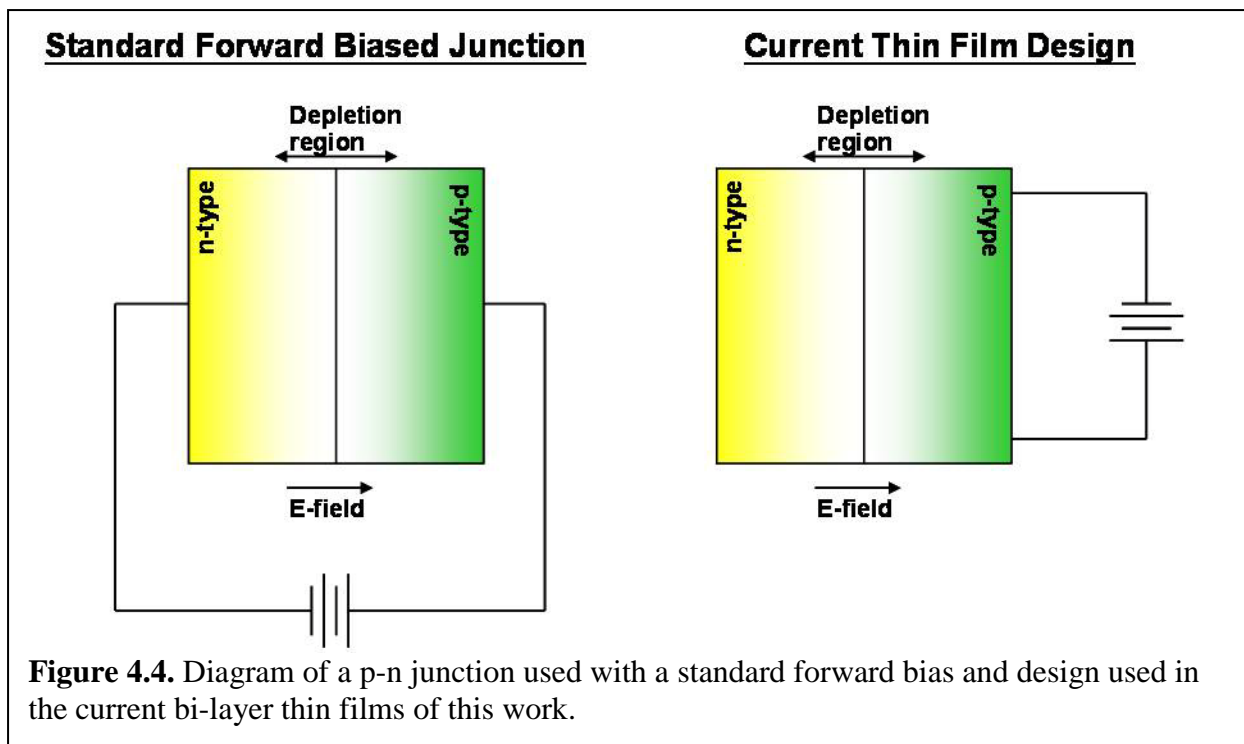 Standard Forward Biased Junction
Current Thin Film Design
Depletion
region
n-type
p-type
E-field
Depletion
region
n-type
p-type
E-field
Figure 4.4. Diagram of a p-n junction used with a standard forward bias and design used in
the current bi-layer thin films of this work.